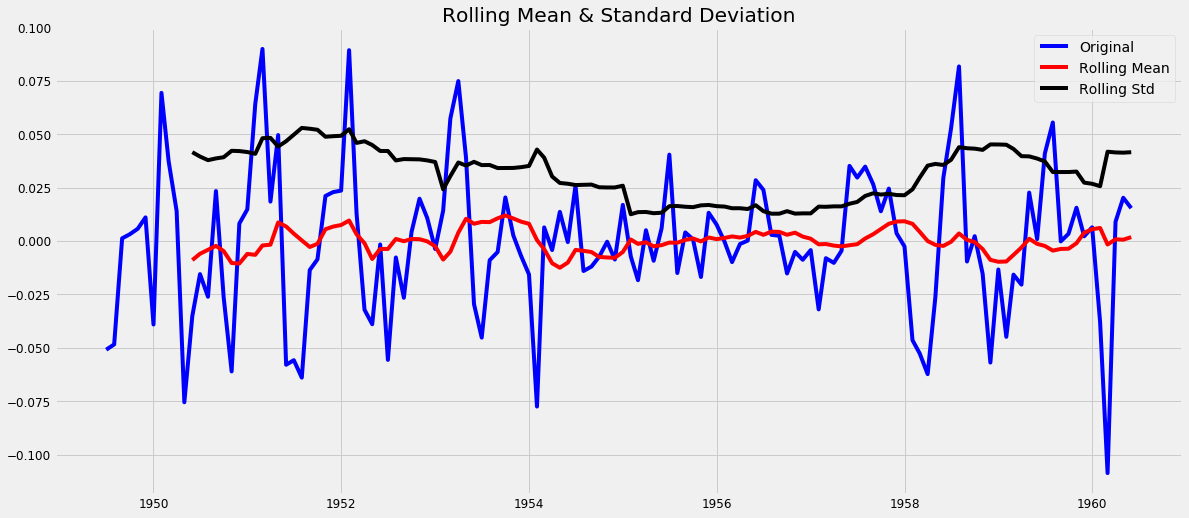 Rolling Mean & Standard Deviation
Original
Rolling Mean
Rolling Std
0.100
0.075
0.050
0.025
0.000
−0.025
−0.050
−0.075
−0.100
1950 1952 1954 1956 1958 1960